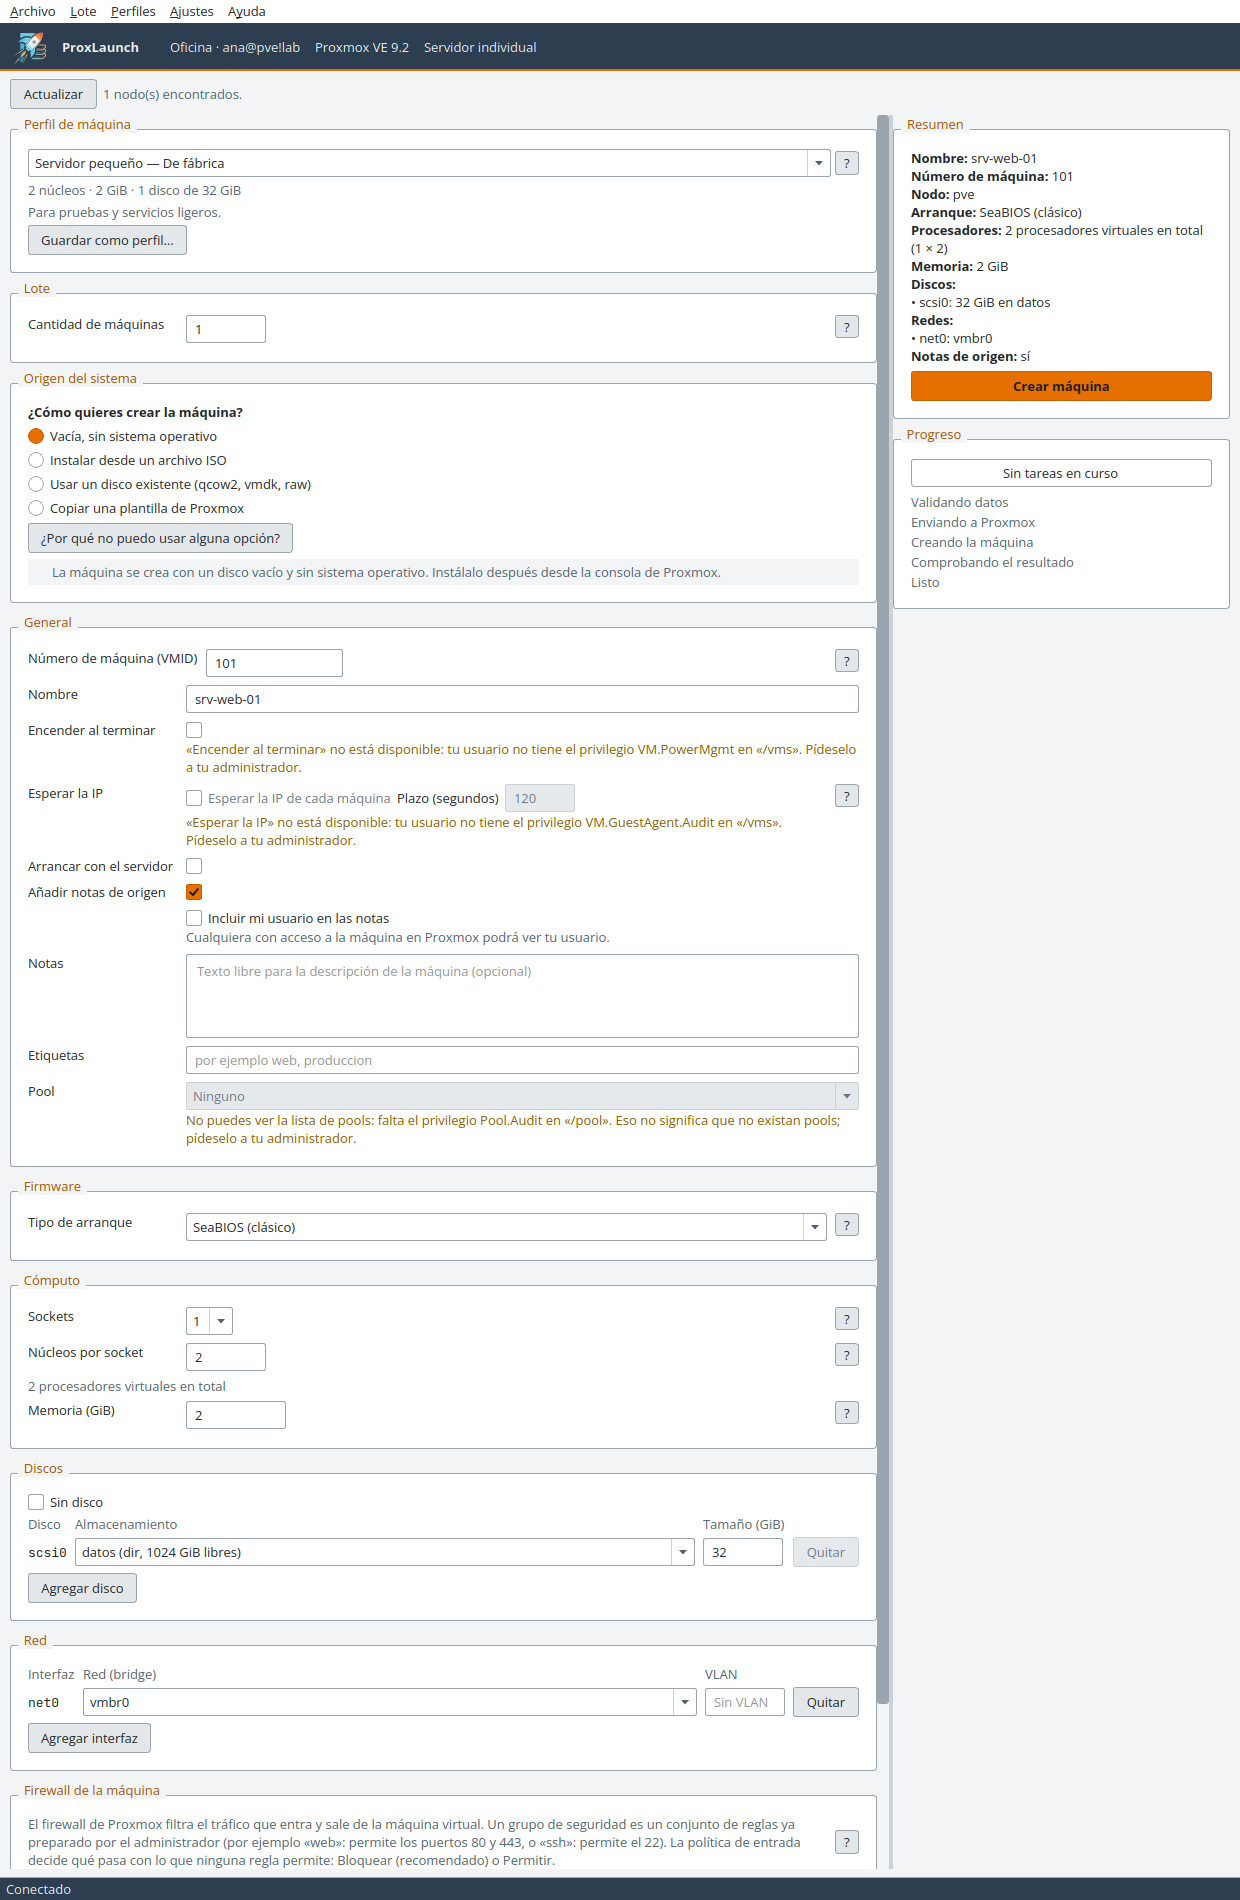 Archivo Lote Perfiles Ajustes Ayuda
ProxLaunch Oficina · ana@pve!lab Proxmox VE 9.2 Servidor individual
Actualizar 1 nodo(s) encontrados.
Perfil de máquina
Servidor pequeño — De fábrica ?
2 núcleos · 2 GiB · 1 disco de 32 GiB
Para pruebas y servicios ligeros.
Guardar como perfil...
Lote
Cantidad de máquinas 1 ?
Origen del sistema
¿Cómo quieres crear la máquina?
Vacía, sin sistema operativo
Instalar desde un archivo ISO
Usar un disco existente (qcow2, vmdk, raw)
Copiar una plantilla de Proxmox
¿Por qué no puedo usar alguna opción?
La máquina se crea con un disco vacío y sin sistema operativo. Instálalo después desde la consola de Proxmox.
General
Número de máquina (VMID) 101 ?
Nombre srv-web-01
Encender al terminar
«Encender al terminar» no está disponible: tu usuario no tiene el privilegio VM.PowerMgmt en «/vms». Pídeselo
a tu administrador.
Esperar la IP Esperar la IP de cada máquina Plazo (segundos) 120 ?
«Esperar la IP» no está disponible: tu usuario no tiene el privilegio VM.GuestAgent.Audit en «/vms».
Pídeselo a tu administrador.
Arrancar con el servidor
Añadir notas de origen
Incluir mi usuario en las notas
Cualquiera con acceso a la máquina en Proxmox podrá ver tu usuario.
Notas Texto libre para la descripción de la máquina (opcional)
Etiquetas por ejemplo web, produccion
Pool Ninguno
No puedes ver la lista de pools: falta el privilegio Pool.Audit en «/pool». Eso no significa que no existan pools;
pídeselo a tu administrador.
Firmware
Tipo de arranque SeaBIOS (clásico) ?
Cómputo
Sockets 1 ?
Núcleos por socket 2 ?
2 procesadores virtuales en total
Memoria (GiB) 2 ?
Discos
Sin disco
Disco Almacenamiento Tamaño (GiB)
scsi0 datos (dir, 1024 GiB libres) 32 Quitar
Agregar disco
Red
Interfaz Red (bridge) VLAN
net0 vmbr0 Sin VLAN Quitar
Agregar interfaz
Firewall de la máquina
El firewall de Proxmox filtra el tráfico que entra y sale de la máquina virtual. Un grupo de seguridad es un conjunto de reglas ya
preparado por el administrador (por ejemplo «web»: permite los puertos 80 y 443, o «ssh»: permite el 22). La política de entrada ?
decide qué pasa con lo que ninguna regla permite: Bloquear (recomendado) o Permitir.
Resumen
Nombre: srv-web-01
Número de máquina: 101
Nodo: pve
Arranque: SeaBIOS (clásico)
Procesadores: 2 procesadores virtuales en total
(1 × 2)
Memoria: 2 GiB
Discos:
• scsi0: 32 GiB en datos
Redes:
• net0: vmbr0
Notas de origen: sí
Crear máquina
Progreso
Sin tareas en curso
Validando datos
Enviando a Proxmox
Creando la máquina
Comprobando el resultado
Listo
Conectado